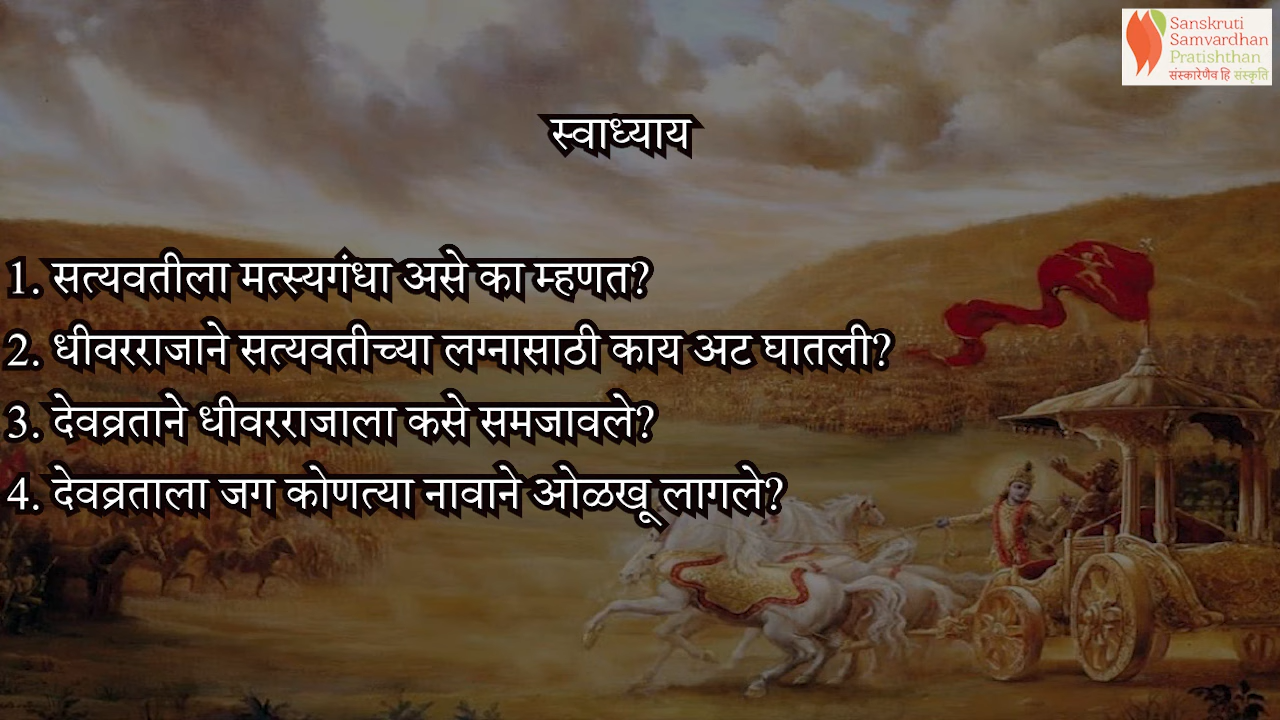 Sanskruti
Samvardhan
Pratishthan
संस्कारेणैव हि संस्कृति
स्वाध्याय
1. सत्यवतीला मत्स्यगंधा असे का म्हणत?
2. धीवरराजाने सत्यवतीच्या लग्नासाठी काय अट घातली?
3. देवव्रताने धीवरराजाला कसे समजावले?
4. देवव्रताला जग कोणत्या नावाने ओळखू लागले?